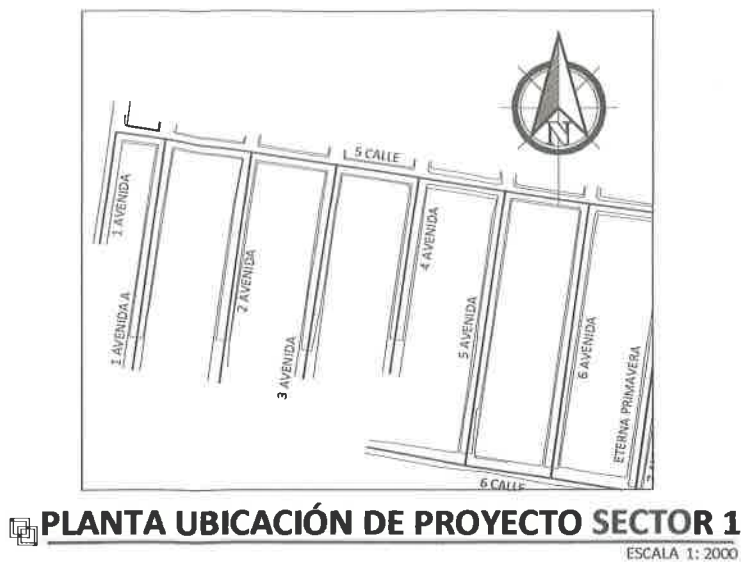 N
5 CALLE
1 AVENIDA
4 AVENIDA
2 AVENIDA
1 AVENIDA A
5 AVENIDA
6 AVENIDA
3 AVENIDA
ETERNA PRIMAVERA
6 CALLE
PLANTA UBICACIÓN DE PROYECTO SECTOR 1
ESCALA 1: 2000